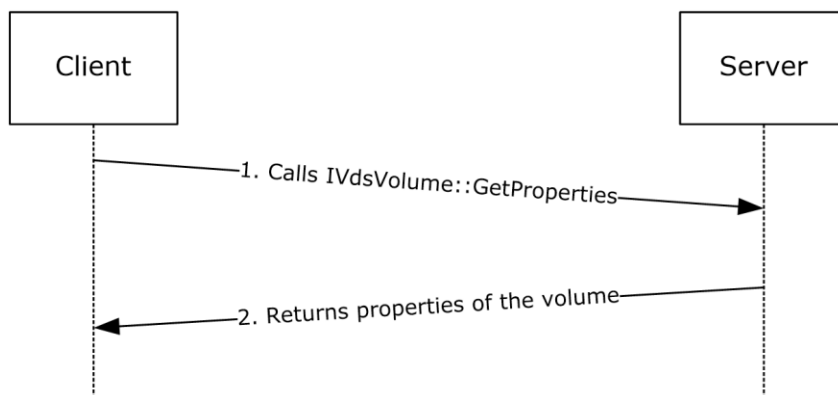 Client
Server
1. Calls IVdsVolume::GetProperties
2. Returns properties of the volume